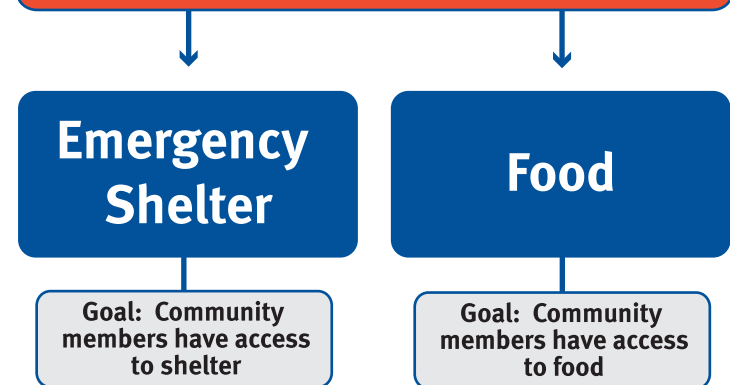 Emergency
Shelter
Food
Goal: Community
members have access
to shelter
Goal: Community
members have access
to food